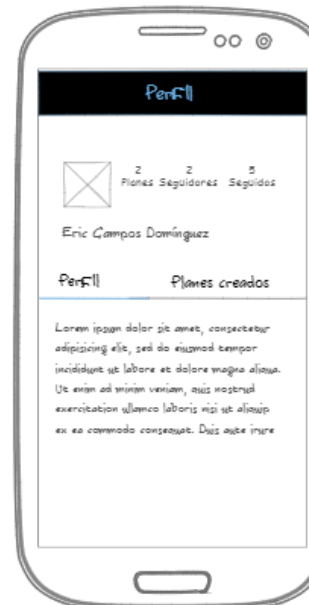 Perfil
2 2 5
Planes Seguidores Seguidos
Eric Campos Domínguez
Perfil Planes creados
Lorem ipsum dolor sit amet, consectetur
adipisicing elit, sed do eiusmod tempor
incididunt ut labore et dolore magna aliqua.
Ut enim ad minim veniam, quis nostrud
exercitation ullamco laboris nisi ut aliquip
ex ea commodo consequat. Duis aute irure